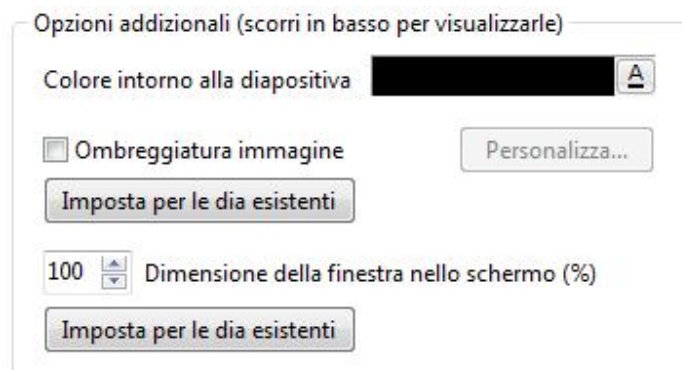 Opzioni addizionali (scorri in basso per visualizzarle)
Colore intorno alla diapositiva A
Ombreggiatura immagine Personalizza...
Imposta per le dia esistenti
100 Dimensione della finestra nello schermo (%)
Imposta per le dia esistenti